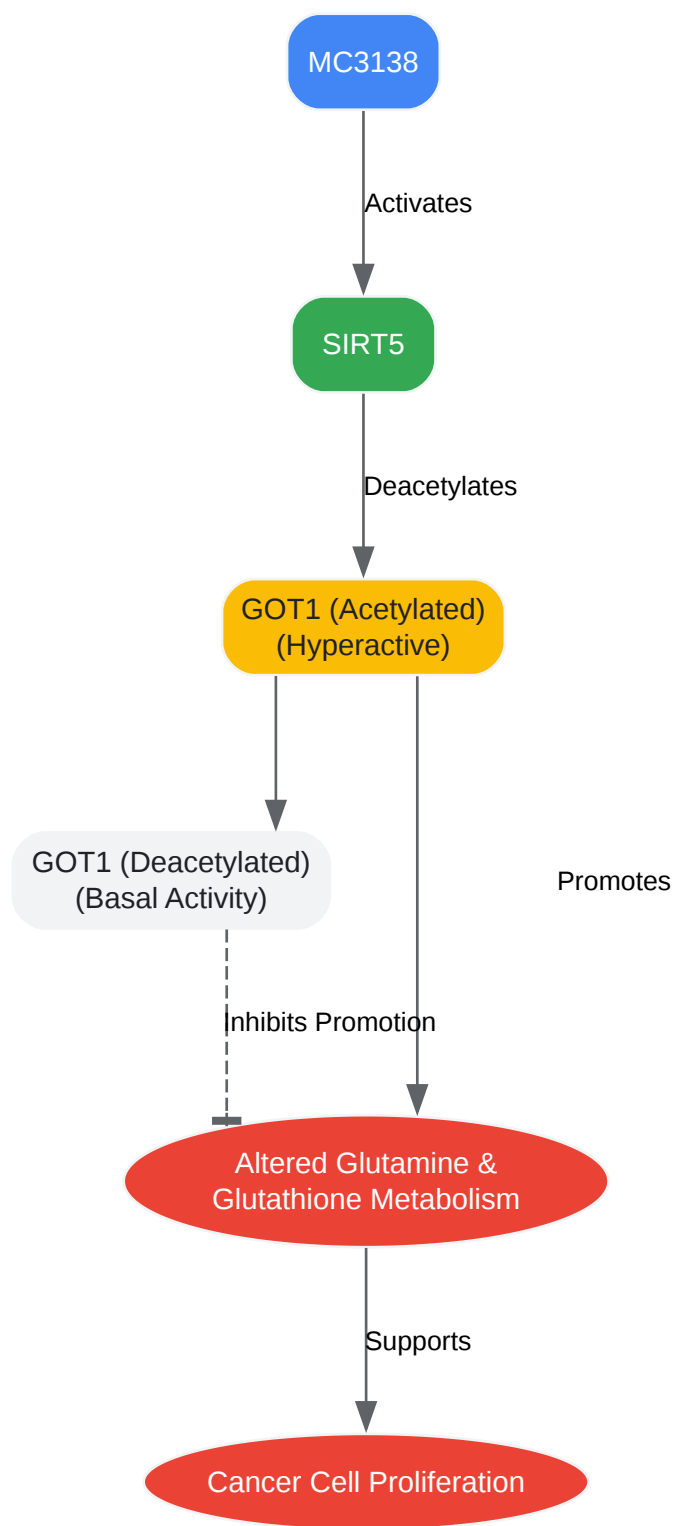 MC3138
Activates
SIRT5
Deacetylates
GOT1 (Acetylated)
(Hyperactive)
GOT1 (Deacetylated)
(Basal Activity)
Promotes
Inhibits Promotion
Altered Glutamine &
Glutathione Metabolism
Supports
Cancer Cell Proliferation